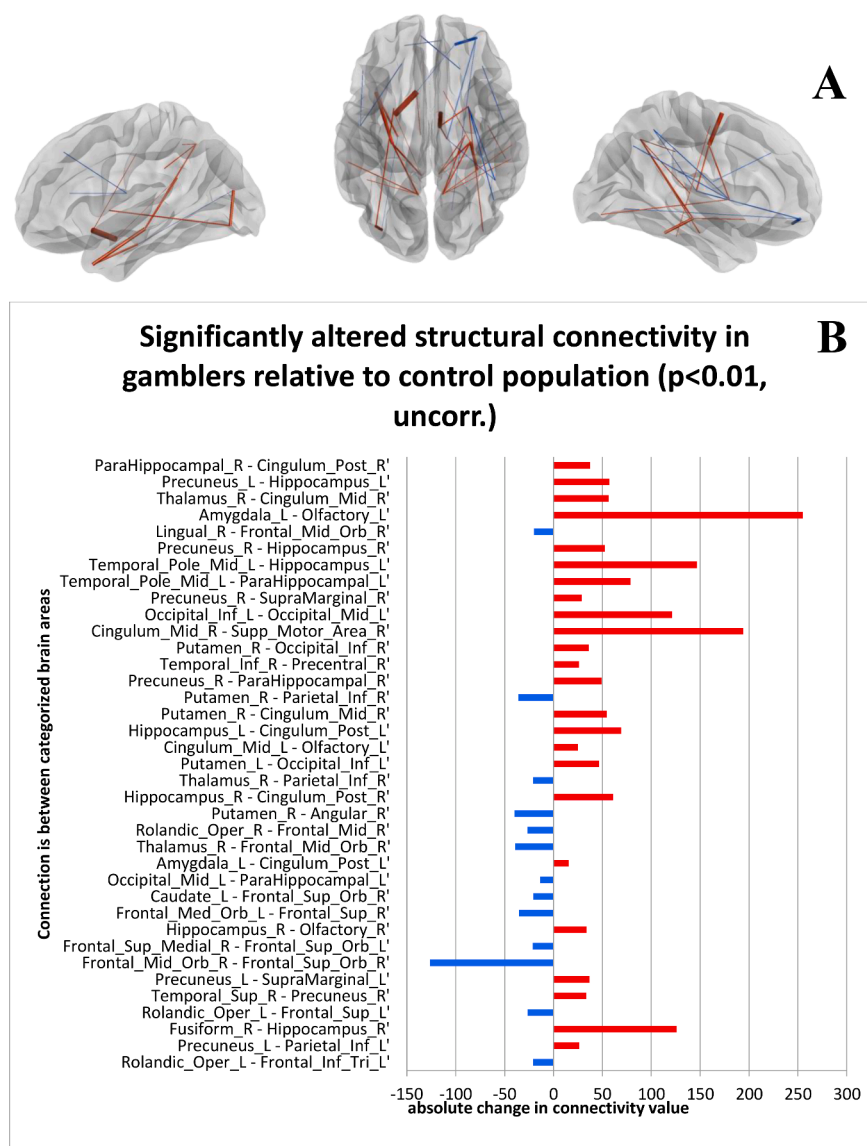 A
B
Significantly altered structural connectivity in
gamblers relative to control population (p<0.01,
uncorr.)
Connection is between categorized brain areas
ParaHippocampal_R - Cingulum_Post_R'
Precuneus_L - Hippocampus_L'
Thalamus_R - Cingulum_Mid_R'
Amygdala_L - Olfactory_L'
Lingual_R - Frontal_Mid_Orb_R'
Precuneus_R - Hippocampus_R'
Temporal_Pole_Mid_L - Hippocampus_L'
Temporal_Pole_Mid_L - ParaHippocampal_L'
Precuneus_R - SupraMarginal_R'
Occipital_Inf_L - Occipital_Mid_L'
Cingulum_Mid_R - Supp_Motor_Area_R'
Putamen_R - Occipital_Inf_R'
Temporal_Inf_R - Precentral_R'
Precuneus_R - ParaHippocampal_R'
Putamen_R - Parietal_Inf_R'
Putamen_R - Cingulum_Mid_R'
Hippocampus_L - Cingulum_Post_L'
Cingulum_Mid_L - Olfactory_L'
Putamen_L - Occipital_Inf_L'
Thalamus_R - Parietal_Inf_R'
Hippocampus_R - Cingulum_Post_R'
Putamen_R - Angular_R'
Rolandic_Oper_R - Frontal_Mid_R'
Thalamus_R - Frontal_Mid_Orb_R'
Amygdala_L - Cingulum_Post_L'
Occipital_Mid_L - ParaHippocampal_L'
Caudate_L - Frontal_Sup_Orb_R'
Frontal_Med_Orb_L - Frontal_Sup_R'
Hippocampus_R - Olfactory_R'
Frontal_Sup_Medial_R - Frontal_Sup_Orb_L'
Frontal_Mid_Orb_R - Frontal_Sup_Orb_R'
Precuneus_L - SupraMarginal_L'
Temporal_Sup_R - Precuneus_R'
Rolandic_Oper_L - Frontal_Sup_L'
Fusiform_R - Hippocampus_R'
Precuneus_L - Parietal_Inf_L'
Rolandic_Oper_L - Frontal_Inf_Tri_L'
-150 -100 -50 0 50 100 150 200 250 300
absolute change in connectivity value